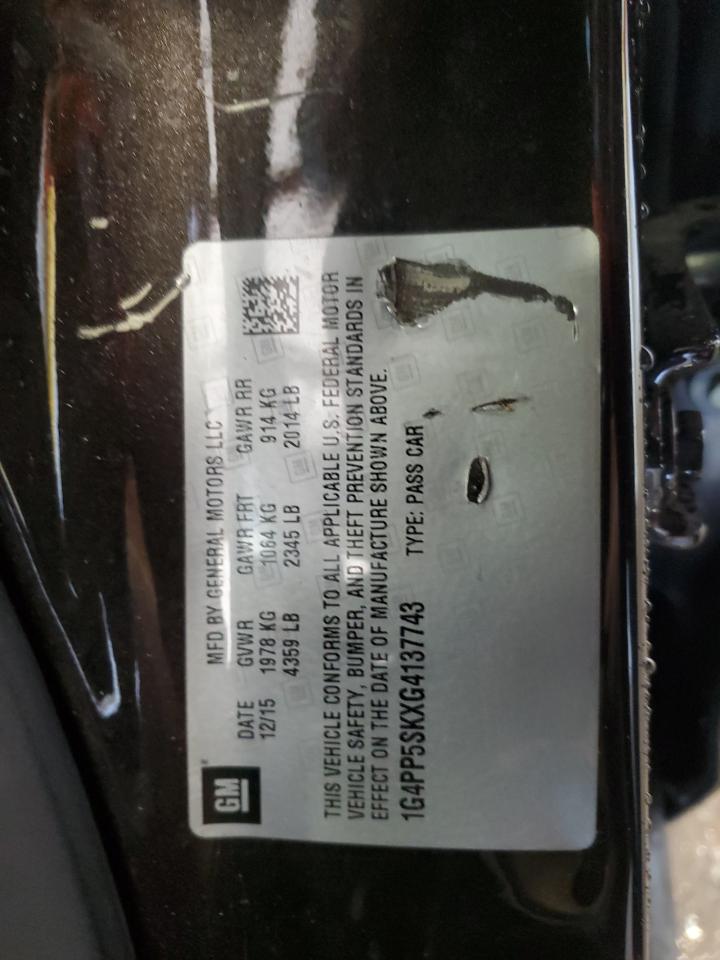 GM
MFD BY GENERAL MOTORS LLC
DATE GVWR GAWR FRT GAWR RR
12/15 1978 KG 1064 KG 914 KG
4359 LB 2345 LB 2014 LB
THIS VEHICLE CONFORMS TO ALL APPLICABLE U.S. FEDERAL MOTOR
VEHICLE SAFETY, BUMPER, AND THEFT PREVENTION STANDARDS IN
EFFECT ON THE DATE OF MANUFACTURE SHOWN ABOVE.
1G4PP5SKXG4137743 TYPE: PASS CAR